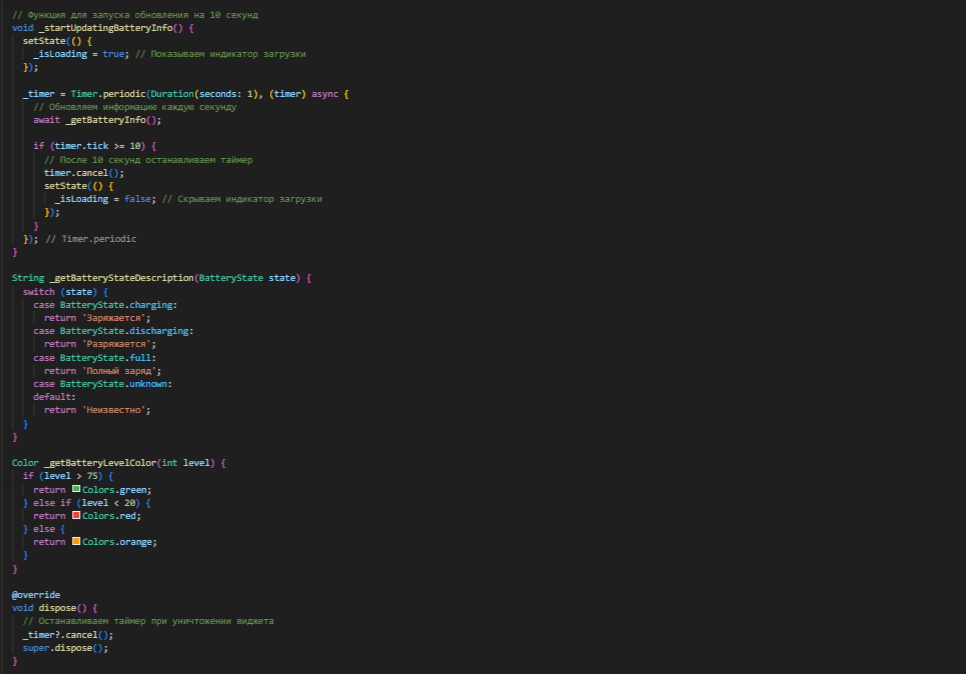 // Функция для запуска обновления на 10 секунд
void _startUpdatingBatteryInfo() {
  setState(() {
    _isLoading = true; // Показываем индикатор загрузки
  });

  _timer = Timer.periodic(Duration(seconds: 1), (timer) async {
    // Обновляем информацию каждую секунду
    await _getBatteryInfo();

    if (timer.tick >= 10) {
      // После 10 секунд останавливаем таймер
      timer.cancel();
      setState(() {
        _isLoading = false; // Скрываем индикатор загрузки
      });
    }
  }); // Timer.periodic
}

String _getBatteryStateDescription(BatteryState state) {
  switch (state) {
    case BatteryState.charging:
      return 'Заряжается';
    case BatteryState.discharging:
      return 'Разряжается';
    case BatteryState.full:
      return 'Полный заряд';
    case BatteryState.unknown:
    default:
      return 'Неизвестно';
  }
}

Color _getBatteryLevelColor(int level) {
  if (level > 75) {
    return Colors.green;
  } else if (level < 20) {
    return Colors.red;
  } else {
    return Colors.orange;
  }
}

@override
void dispose() {
  // Останавливаем таймер при уничтожении виджета
  _timer?.cancel();
  super.dispose();
}